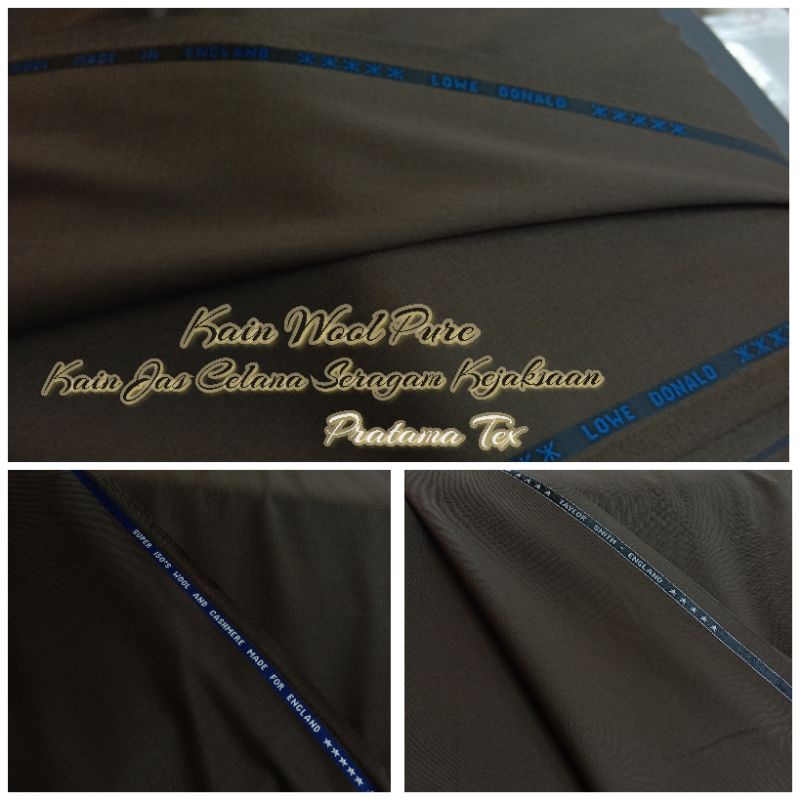 WOOL MADE IN ENGLAND ***** LOWE DONALD *****
Kain Wool Pure
Kain Jas Celana Seragam Kejaksaan
Pratama Tex
** LOWE DONALD ****
SUPER 150'S WOOL AND CASHMERE MADE FOR ENGLAND ★★★★★
★★★★ TAYLOR SMITH - ENGLAND ★★★★★